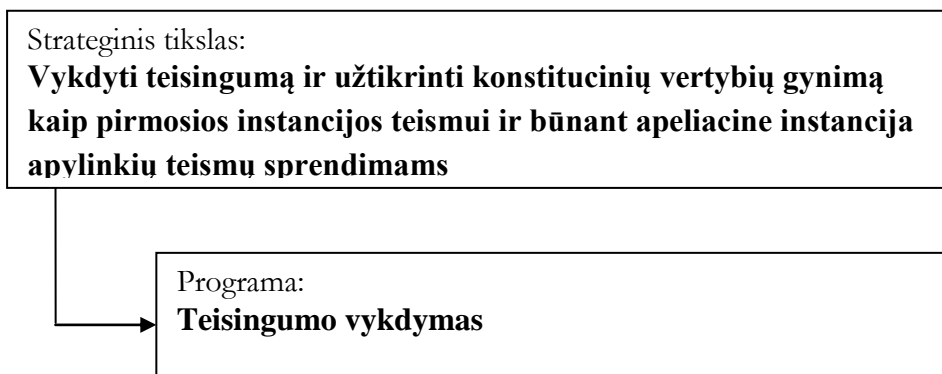 Strateginis tikslas:
Vykdyti teisingumą ir užtikrinti konstitucinių vertybių gynimą
kaip pirmosios instancijos teismui ir būnant apeliacine instancija
apylinkių teismų sprendimams
Programa:
Teisingumo vykdymas